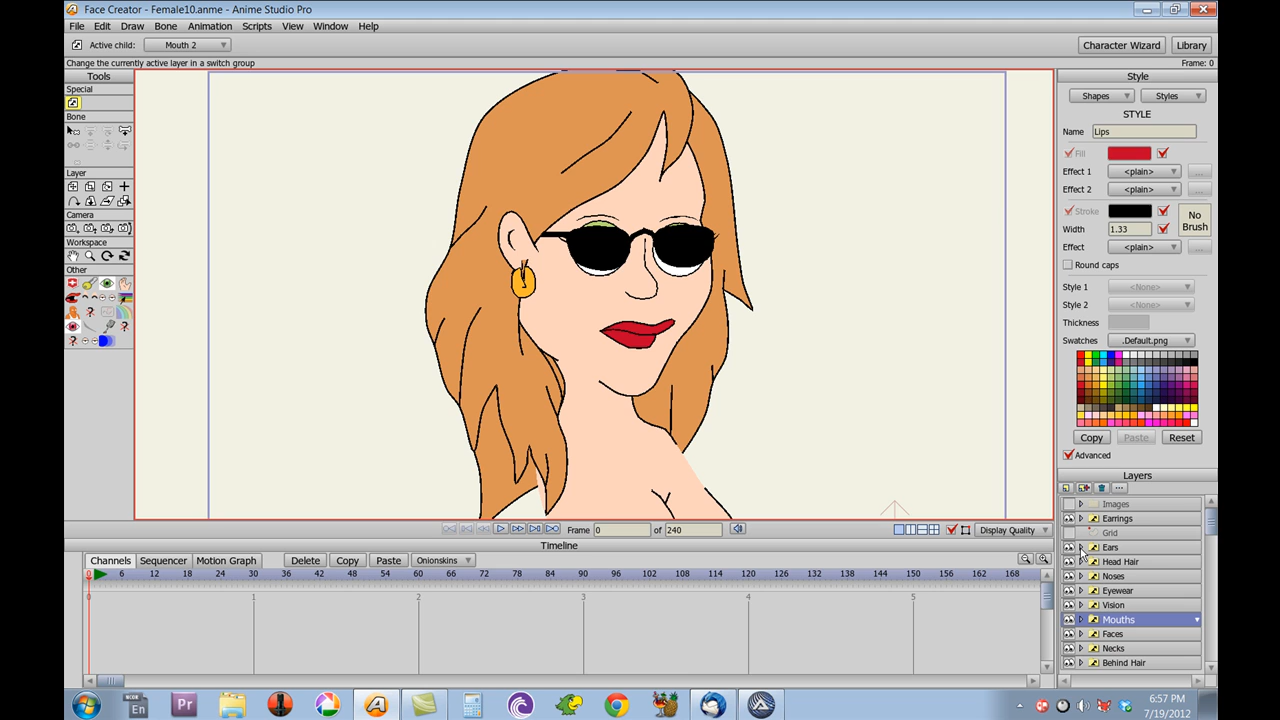 Face Creator - Female10.anme - Anime Studio Pro
File Edit Draw Bone Animation Scripts View Window Help
Active child: Mouth 2
Character Wizard Library
Change the currently active layer in a switch group
Frame: 0
Tools
Special
Bone
Layer
Camera
Workspace
Other
Style
Shapes Styles
STYLE
Name Lips
Fill
Effect 1 <plain> ...
Effect 2 <plain> ...
Stroke
No Brush
Width 1.33
Effect <plain> ...
Round caps
Style 1 <None>
Style 2 <None>
Thickness
Swatches .Default.png
Copy Paste Reset
Advanced
Layers
Images
Earrings
Grid
Ears
Head Hair
Noses
Eyewear
Vision
Mouths
Faces
Necks
Behind Hair
Frame 0 of 240
Display Quality
Timeline
Channels Sequencer Motion Graph Delete Copy Paste Onionskins
0 6 12 18 24 30 36 42 48 54 60 66 72 78 84 90 96 102 108 114 120 126 132 138 144 150 156 162 168
0 1 2 3 4 5
En
Pr
6:57 PM
7/19/2012